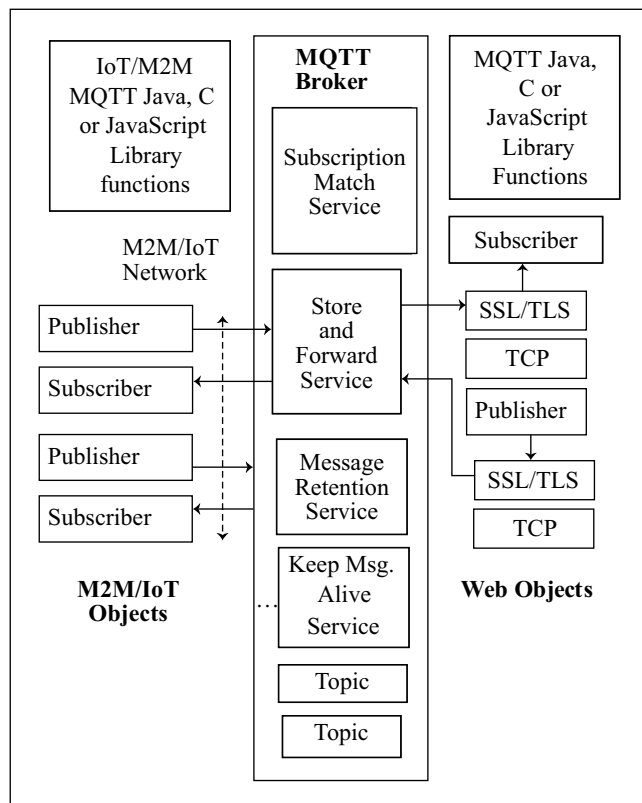 IoT/M2M
MQTT Java, C
or JavaScript
Library
functions
M2M/IoT
Network
Publisher
Subscriber
Publisher
Subscriber
M2M/IoT
Objects
MQTT
Broker
Subscription
Match
Service
Store
and
Forward
Service
Message
Retention
Service
...
Keep Msg.
Alive
Service
Topic
Topic
MQTT Java,
C or
JavaScript
Library
Functions
Subscriber
SSL/TLS
TCP
Publisher
SSL/TLS
TCP
Web Objects